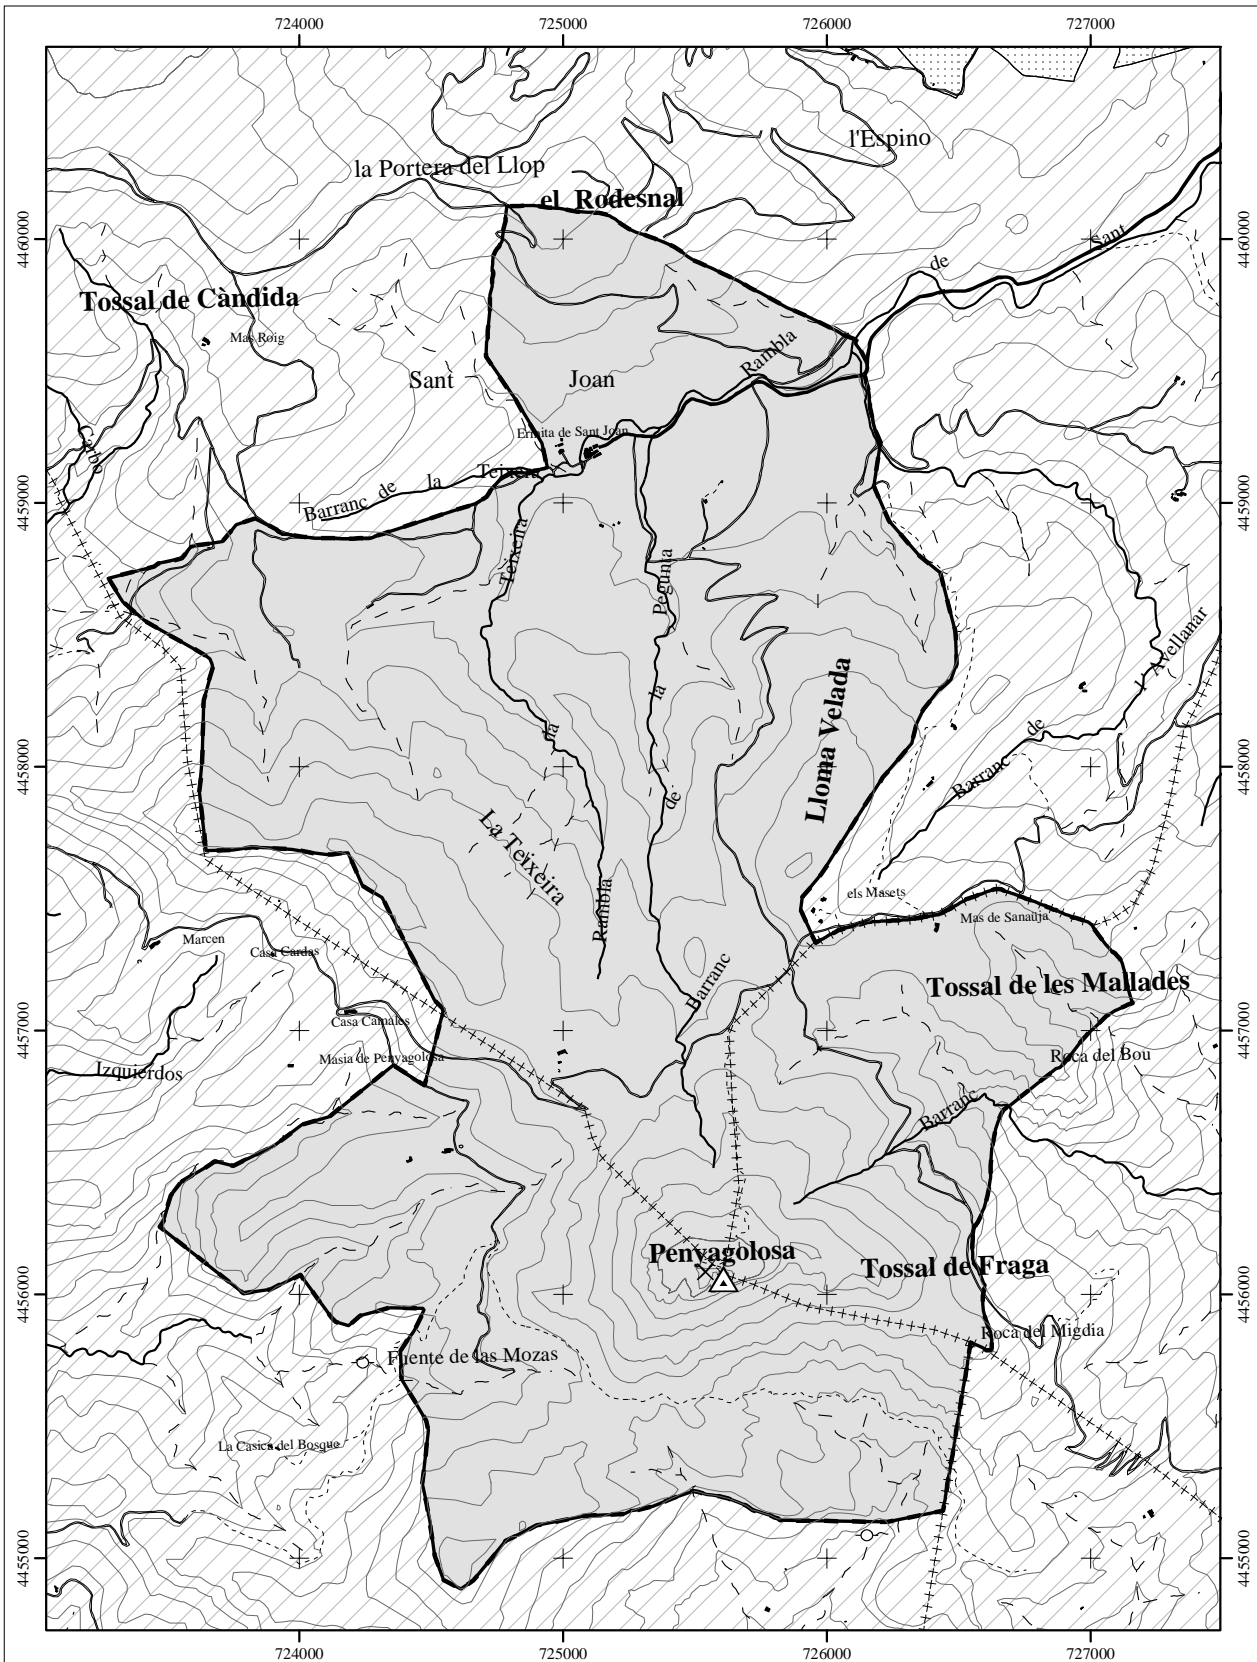 724000 725000 726000 727000
l'Espino
la Portera del Llop
el Rodesnal
Sant
4460000 4460000
de
Tossal de Càndida
Mas Roig
Rambla
Sant Joan
Ermita de Sant Joan
Carbo
Teixera
la
de
Barranc
4459000 4459000
Teixeira
Pegunta
l'Avellanar
la
Lloma Velada
la
de
4458000 4458000
Barranc
de
La Teixeira
els Masets
Mas de Sanauja
Rambla
Marcen
Casa Cardas
Barranc
Tossal de les Mallades
Casa Camales
4457000 4457000
Masia de Penyagolosa
Roca del Bou
Izquierdos
Barranc
Penyagolosa
Tossal de Fraga
4456000 4456000
Roca del Migdia
Fuente de las Mozas
La Casica del Bosque
4455000 4455000
724000 725000 726000 727000